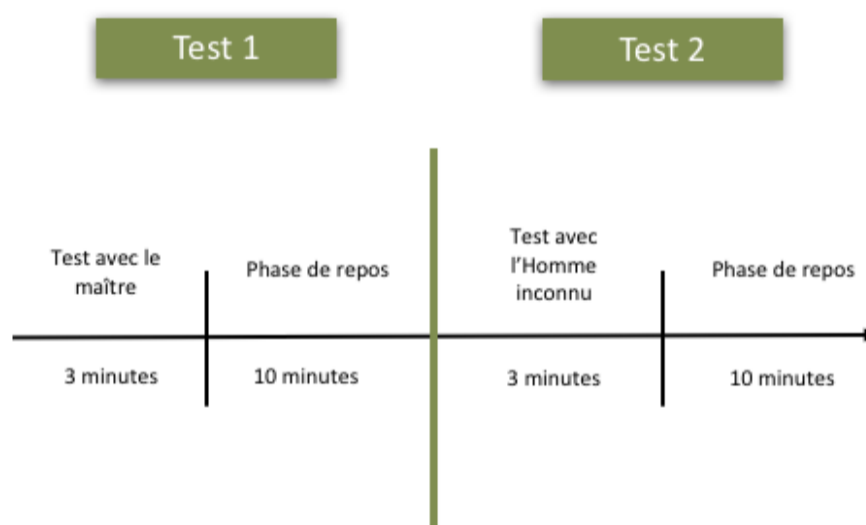 Test 1
Test 2
Test avec le
maître
Phase de repos
Test avec
l'Homme
inconnu
Phase de repos
3 minutes
10 minutes
3 minutes
10 minutes